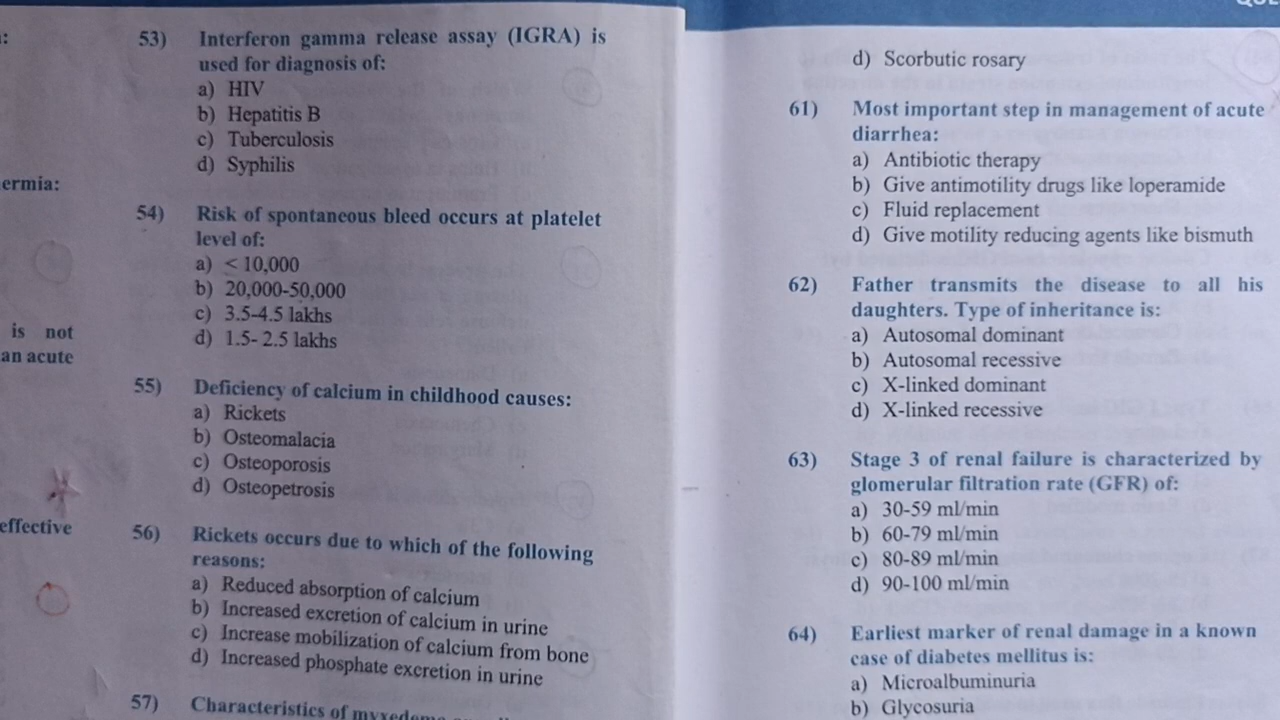 :
ermia:
is not
an acute
effective
53) Interferon gamma release assay (IGRA) is
used for diagnosis of:
a) HIV
b) Hepatitis B
c) Tuberculosis
d) Syphilis
54) Risk of spontaneous bleed occurs at platelet
level of:
a) < 10,000
b) 20,000-50,000
c) 3.5-4.5 lakhs
d) 1.5- 2.5 lakhs
55) Deficiency of calcium in childhood causes:
a) Rickets
b) Osteomalacia
c) Osteoporosis
d) Osteopetrosis
56) Rickets occurs due to which of the following
reasons:
a) Reduced absorption of calcium
b) Increased excretion of calcium in urine
c) Increase mobilization of calcium from bone
d) Increased phosphate excretion in urine
57) Characteristics of
d) Scorbutic rosary
61) Most important step in management of acute
diarrhea:
a) Antibiotic therapy
b) Give antimotility drugs like loperamide
c) Fluid replacement
d) Give motility reducing agents like bismuth
62) Father transmits the disease to all his
daughters. Type of inheritance is:
a) Autosomal dominant
b) Autosomal recessive
c) X-linked dominant
d) X-linked recessive
63) Stage 3 of renal failure is characterized by
glomerular filtration rate (GFR) of:
a) 30-59 ml/min
b) 60-79 ml/min
c) 80-89 ml/min
d) 90-100 ml/min
64) Earliest marker of renal damage in a known
case of diabetes mellitus is:
a) Microalbuminuria
b) Glycosuria